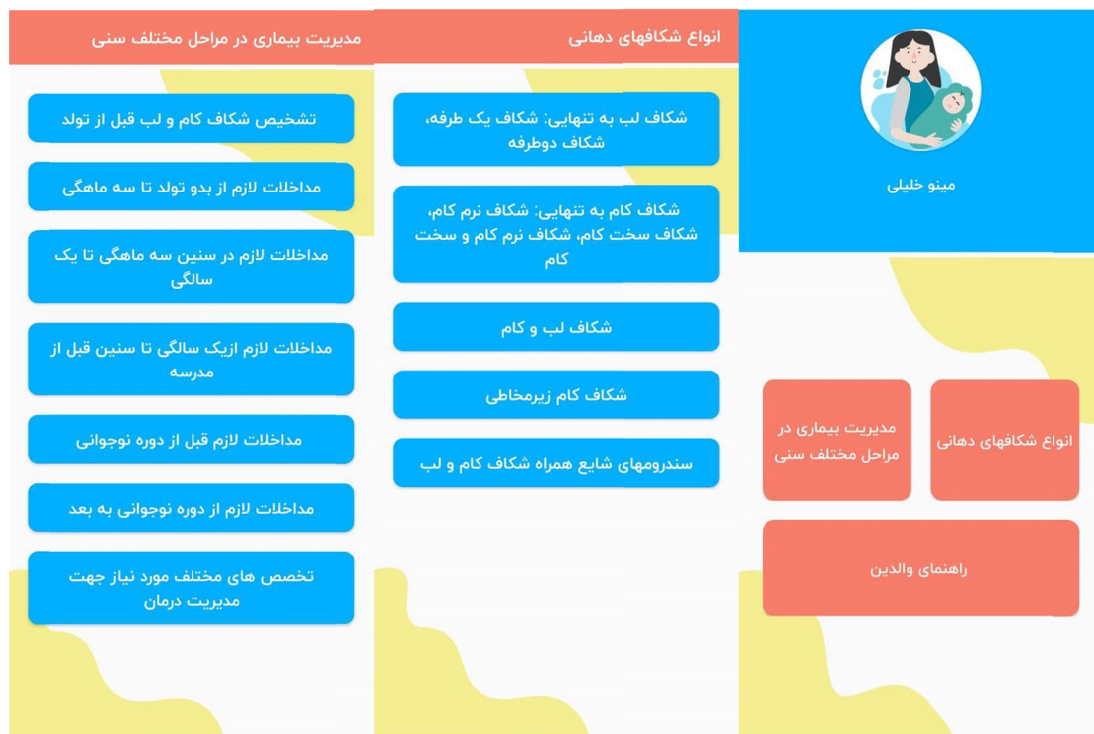 مینو خلیلی
انواع شکافهای دهانی
مدیریت بیماری در
مراحل مختلف سنی
راهنمای والدین
انواع شکافهای دهانی
شکاف لب به تنهایی: شکاف یک طرفه،
شکاف دوطرفه
شکاف کام به تنهایی: شکاف نرم کام،
شکاف سخت کام، شکاف نرم کام و سخت
کام
شکاف لب و کام
شکاف کام زیرمخاطی
سندرومهای شایع همراه شکاف کام و لب
مدیریت بیماری در مراحل مختلف سنی
تشخیص شکاف کام و لب قبل از تولد
مداخلات لازم از بدو تولد تا سه ماهگی
مداخلات لازم در سنین سه ماهگی تا یک
سالگی
مداخلات لازم ازیک سالگی تا سنین قبل از
مدرسه
مداخلات لازم قبل از دوره نوجوانی
مداخلات لازم از دوره نوجوانی به بعد
تخصص های مختلف مورد نیاز جهت
مدیریت درمان